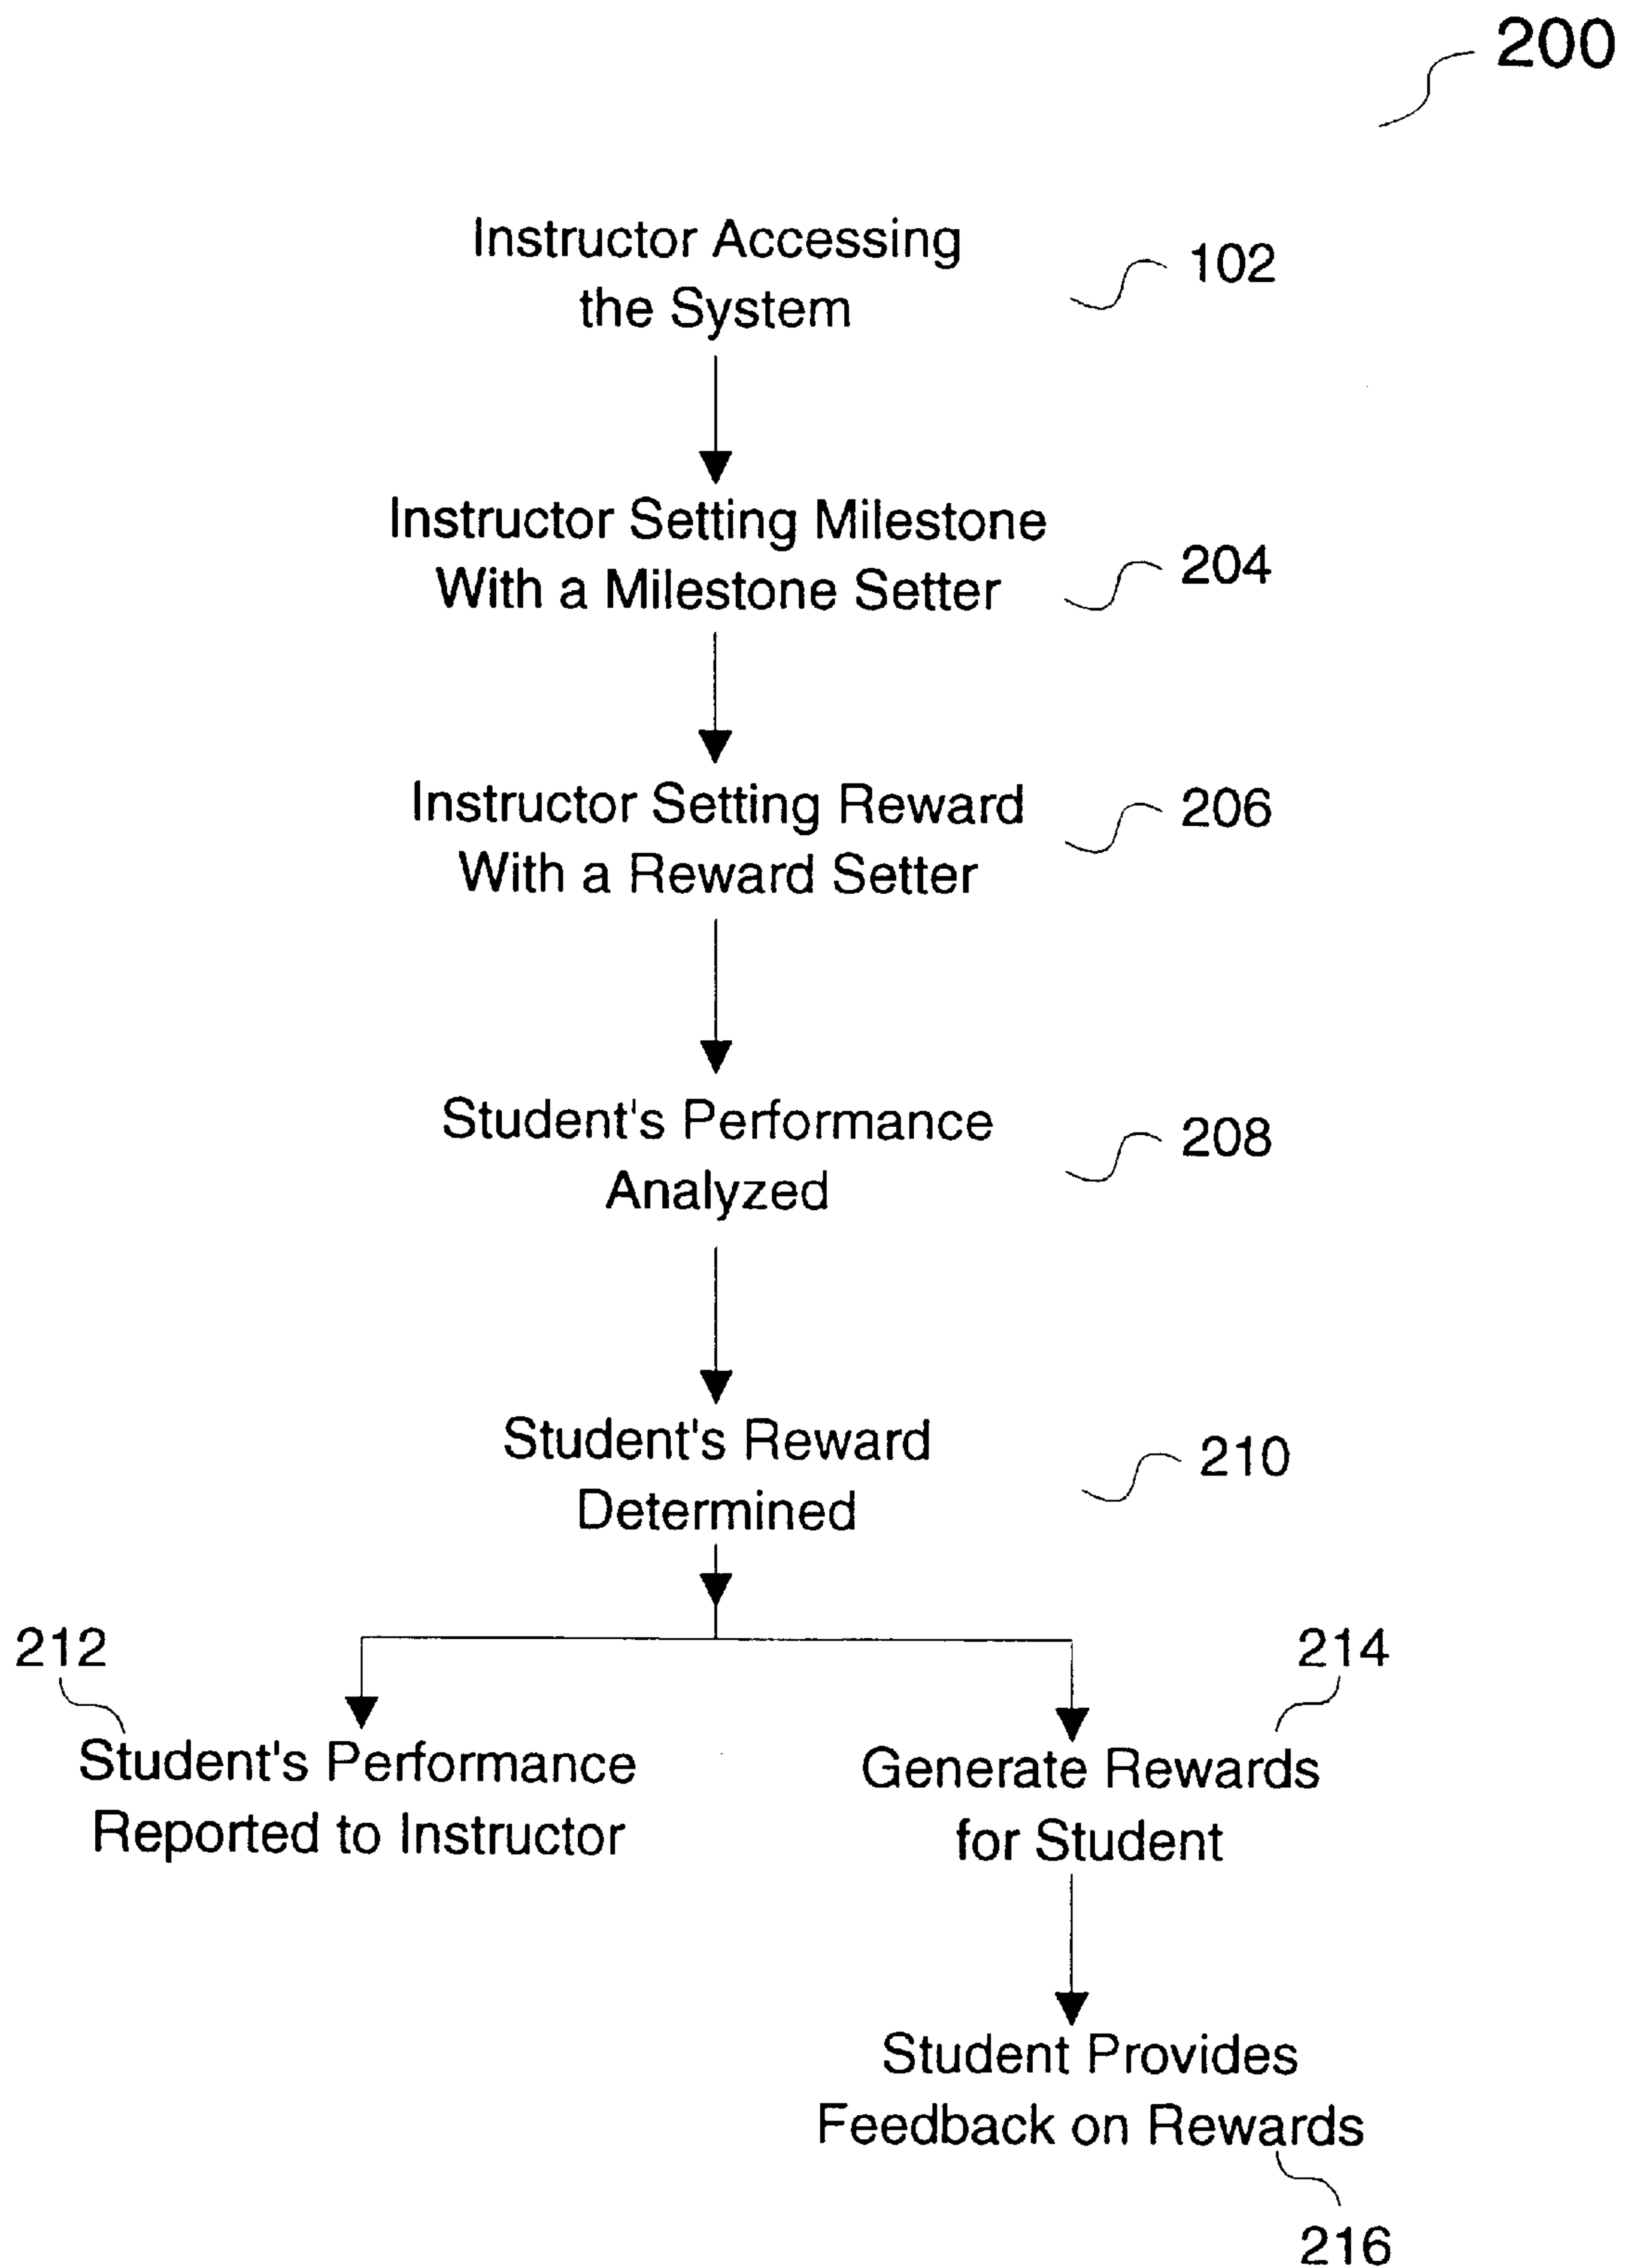 200
Instructor Accessing
the System
102
Instructor Setting Milestone
With a Milestone Setter
204
Instructor Setting Reward
With a Reward Setter
206
Student's Performance
Analyzed
208
Student's Reward
Determined
210
212
Student's Performance
Reported to Instructor
214
Generate Rewards
for Student
Student Provides
Feedback on Rewards
216